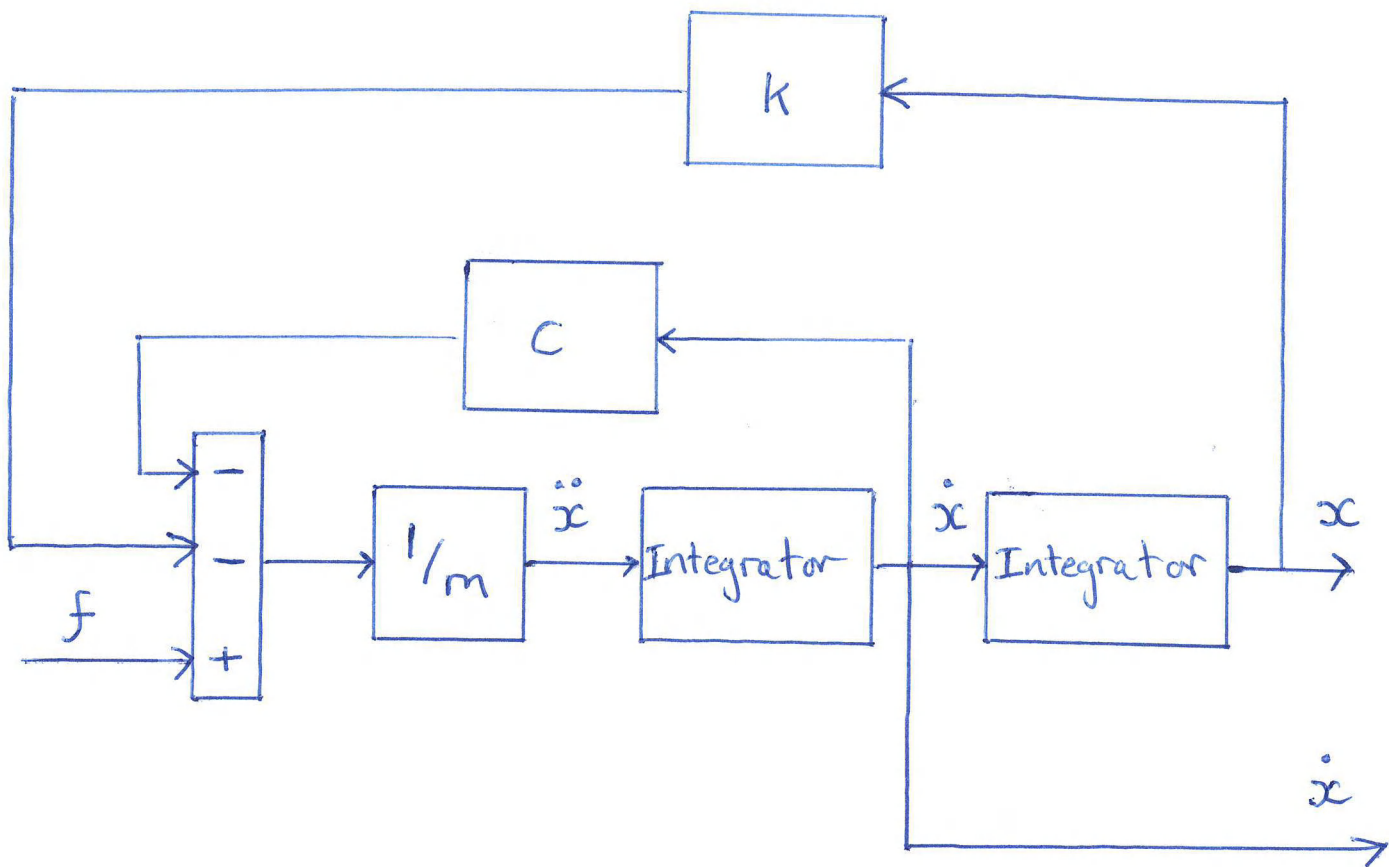 k
C
−
−
+
f
1/m
ẍ
Integrator
ẋ
Integrator
x
ẋ